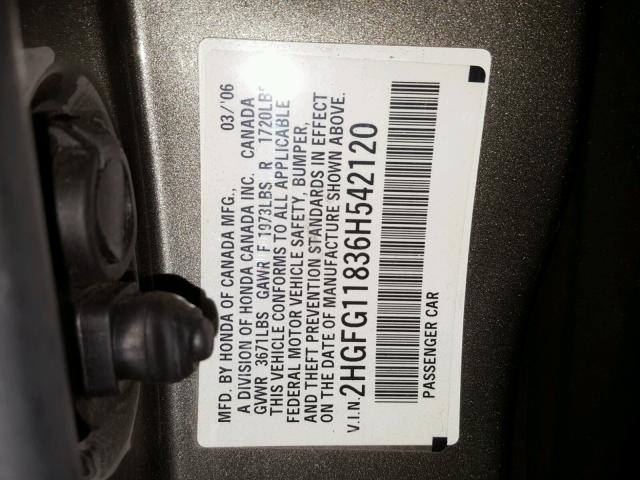 MFD. BY HONDA OF CANADA MFG., 03/'06
A DIVISION OF HONDA CANADA INC. CANADA
GVWR 3671LBS GAWR F 1973LBS R 1720LBS
THIS VEHICLE CONFORMS TO ALL APPLICABLE
FEDERAL MOTOR VEHICLE SAFETY, BUMPER,
AND THEFT PREVENTION STANDARDS IN EFFECT
ON THE DATE OF MANUFACTURE SHOWN ABOVE.
V.I.N. 2HGFG11836H542120
PASSENGER CAR